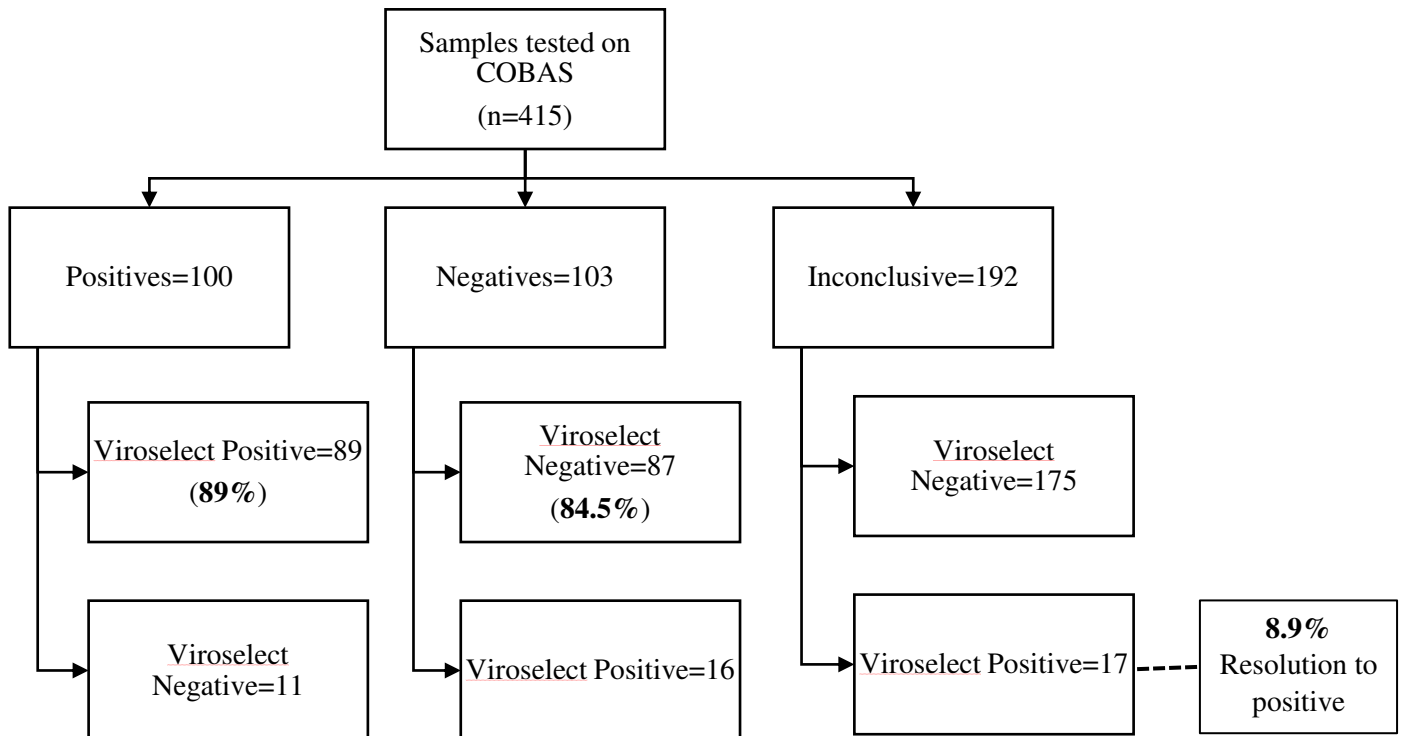 Samples tested on
COBAS
(n=415)
Positives=100
Negatives=103
Inconclusive=192
Viroselect Positive=89
(89%)
Viroselect
Negative=87
(84.5%)
Viroselect
Negative=175
Viroselect
Negative=11
Viroselect Positive=16
Viroselect Positive=17
8.9%
Resolution to
positive